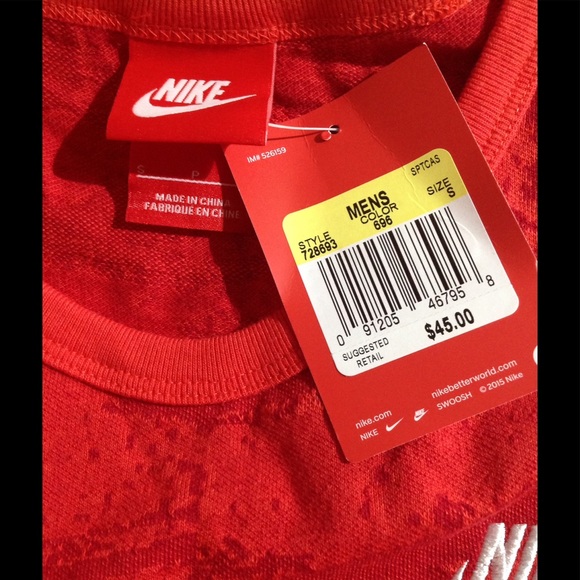 NIKE
S P
MADE IN CHINA
FABRIQUÉ EN CHINE
IM# 526159
SPTCAS
MENS
STYLE COLOR SIZE
728693 696 S
0 91205 46795 8
SUGGESTED
RETAIL
$45.00
nike.com nikebetterworld.com
NIKE SWOOSH © 2015 Nike